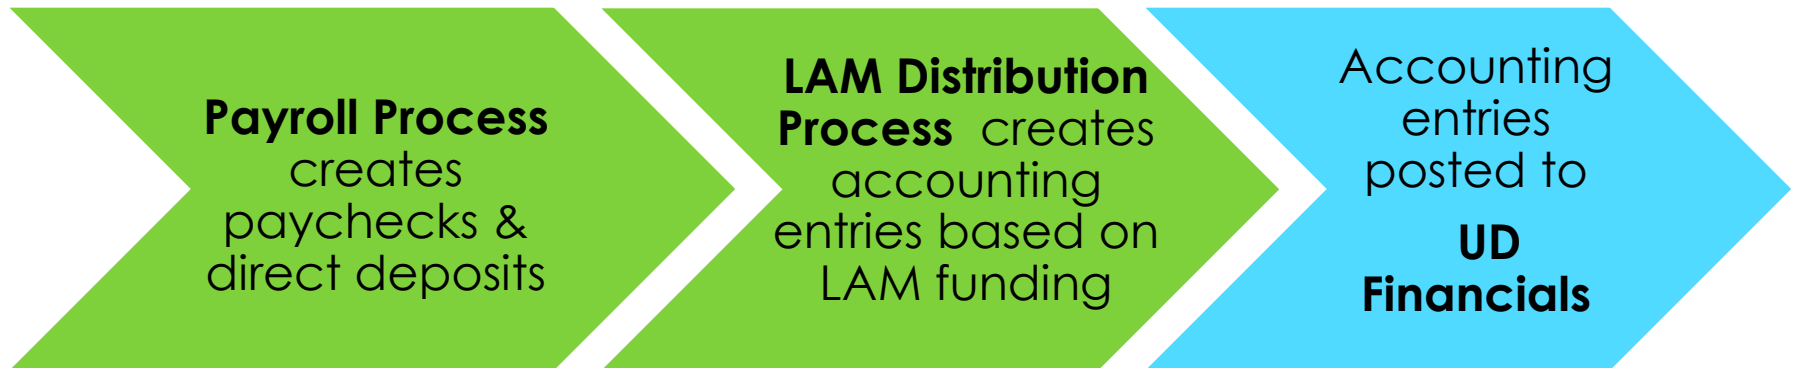 Payroll Process
creates
paychecks &
direct deposits
LAM Distribution
Process creates
accounting
entries based on
LAM funding
Accounting
entries
posted to
UD
Financials